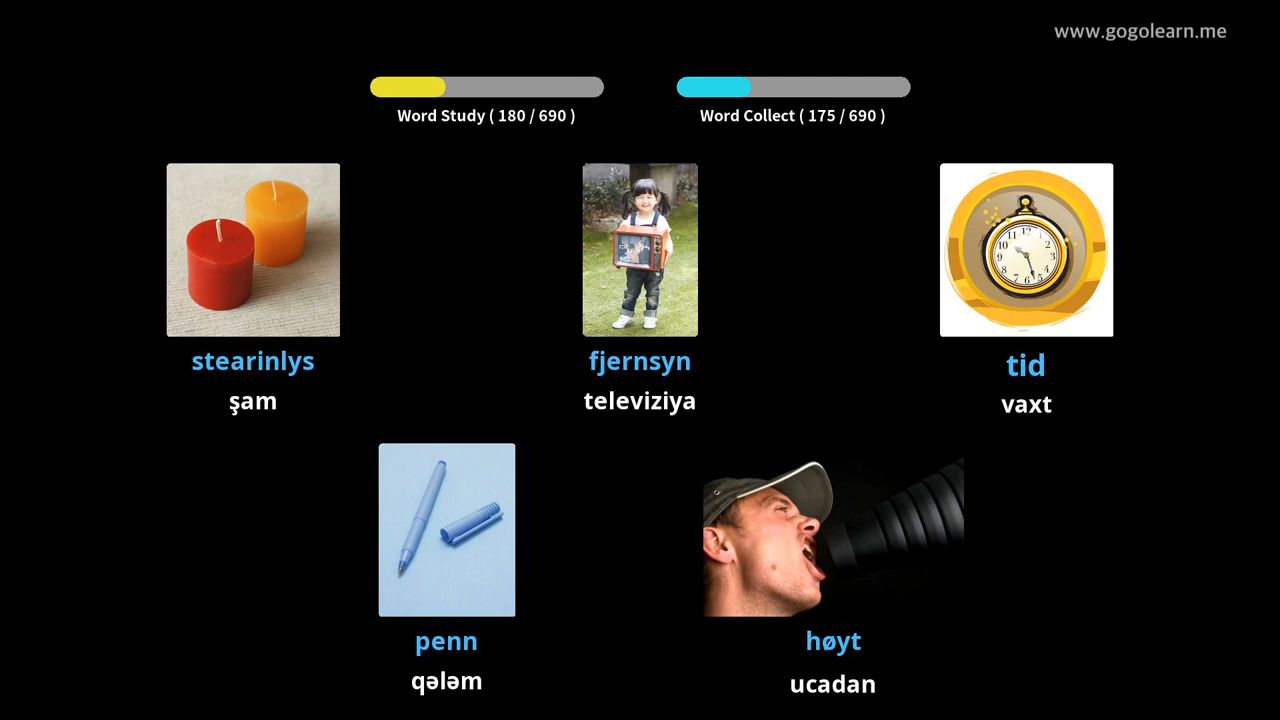 www.gogolearn.me
Word Study ( 180 / 690 )
Word Collect ( 175 / 690 )
stearinlys
şam
fjernsyn
televiziya
tid
vaxt
penn
qələm
høyt
ucadan